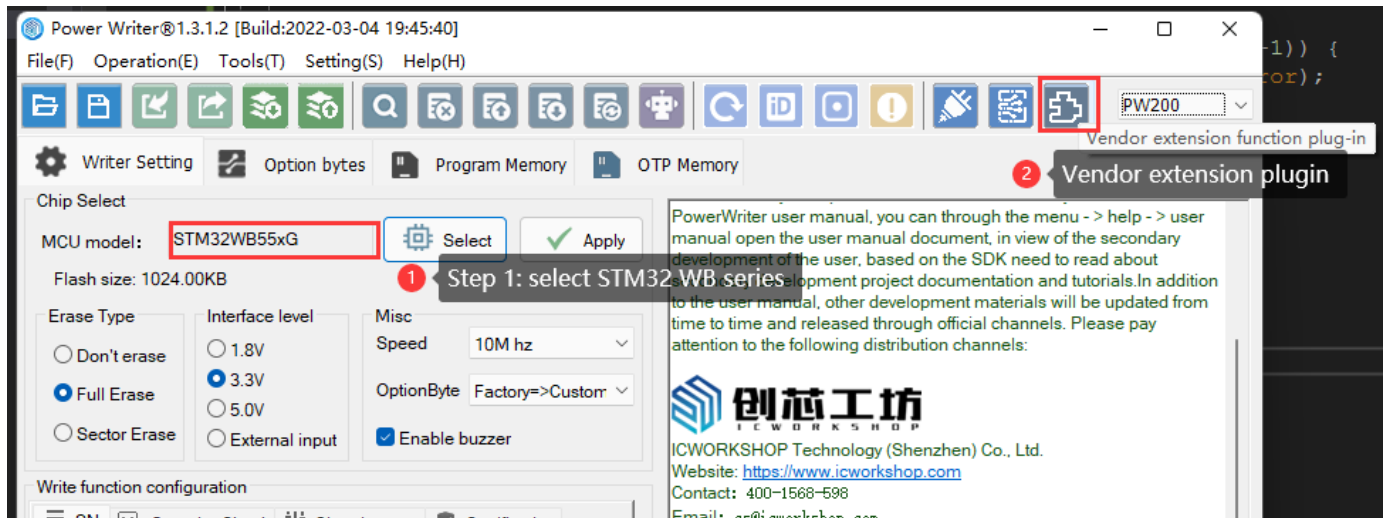 Power Writer®1.3.1.2 [Build:2022-03-04 19:45:40]
-1)) {
File(F) Operation(E) Tools(T) Setting(S) Help(H)
ror);
iD
PW200
Vendor extension function plug-in
Writer Setting Option bytes Program Memory OTP Memory
2 Vendor extension plugin
Chip Select
MCU model: STM32WB55xG Select Apply
Flash size: 1024.00KB
1 Step 1: select STM32 WB series
Erase Type
Don't erase
Full Erase
Sector Erase
Interface level
1.8V
3.3V
5.0V
External input
Misc
Speed 10M hz
OptionByte Factory=>Custom
Enable buzzer
Write function configuration
PowerWriter user manual, you can through the menu - > help - > user
manual open the user manual document, in view of the secondary
development of the user, based on the SDK need to read about
development project documentation and tutorials.In addition
to the user manual, other development materials will be updated from
time to time and released through official channels. Please pay
attention to the following distribution channels:
创芯工坊
ICWORKSHOP
ICWORKSHOP Technology (Shenzhen) Co., Ltd.
Website: https://www.icworkshop.com
Contact: 400-1568-598